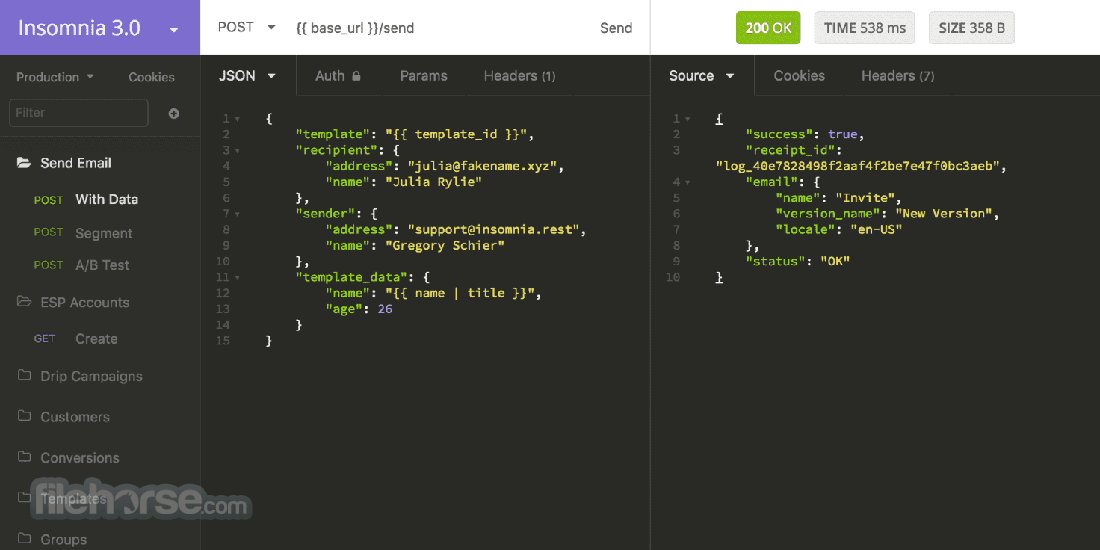 Insomnia 3.0
POST
{{ base_url }}/send
Send
200 OK
TIME 538 ms
SIZE 358 B
Production
Cookies
Filter
Send Email
POST With Data
POST Segment
POST A/B Test
ESP Accounts
GET Create
Drip Campaigns
Customers
Conversions
Templates
Groups
JSON
Auth
Params
Headers (1)
1 {
2 "template": "{{ template_id }}",
3 "recipient": {
4 "address": "julia@fakename.xyz",
5 "name": "Julia Rylie"
6 },
7 "sender": {
8 "address": "support@insomnia.rest",
9 "name": "Gregory Schier"
10 },
11 "template_data": {
12 "name": "{{ name | title }}",
13 "age": 26
14 }
15 }
Source
Cookies
Headers (7)
1 {
2 "success": true,
3 "receipt_id":
"log_40e7828498f2aaf4f2be7e47f0bc3aeb",
4 "email": {
5 "name": "Invite",
6 "version_name": "New Version",
7 "locale": "en-US"
8 },
9 "status": "OK"
10 }
filehorse.com